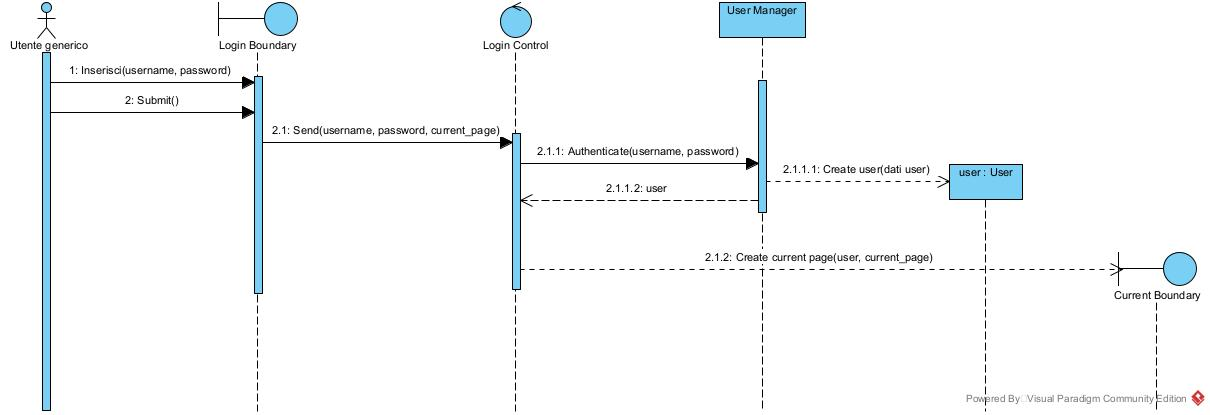 User Manager
Utente generico
Login Boundary
Login Control
1: Inserisci(username, password)
2: Submit()
2.1: Send(username, password, current_page)
2.1.1: Authenticate(username, password)
2.1.1.1: Create user(dati user)
user : User
2.1.1.2: user
2.1.2: Create current page(user, current_page)
Current Boundary
Powered By Visual Paradigm Community Edition